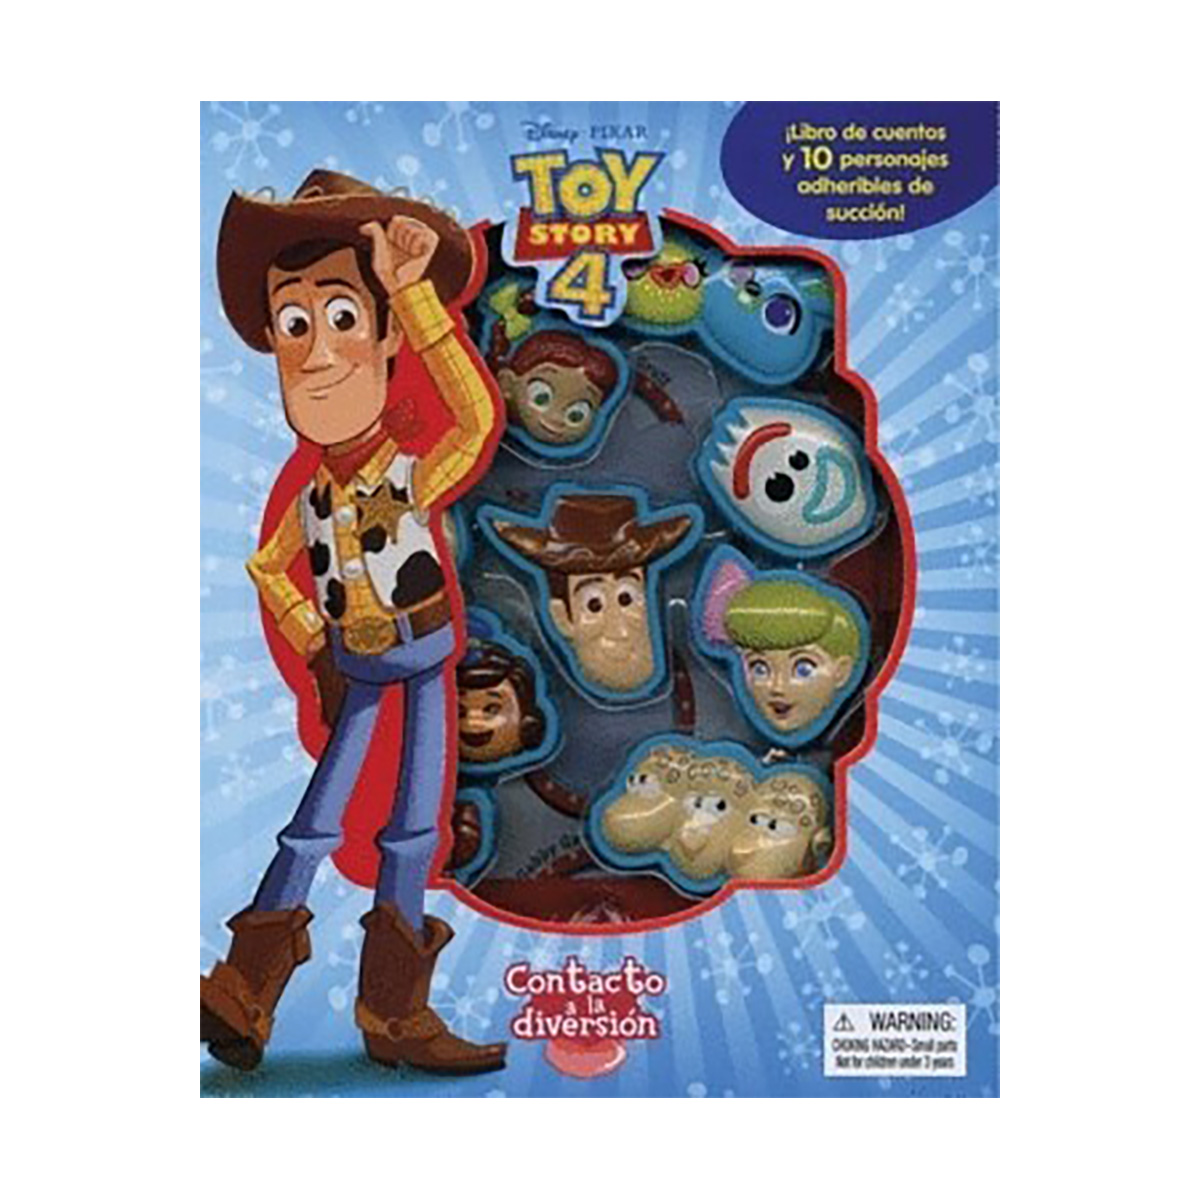 Disney · PIXAR
TOY
STORY
4
¡Libro de cuentos
y 10 personajes
adheribles de
succión!
Contacto
a la
diversión
WARNING:
CHOKING HAZARD—Small parts
Not for children under 3 years